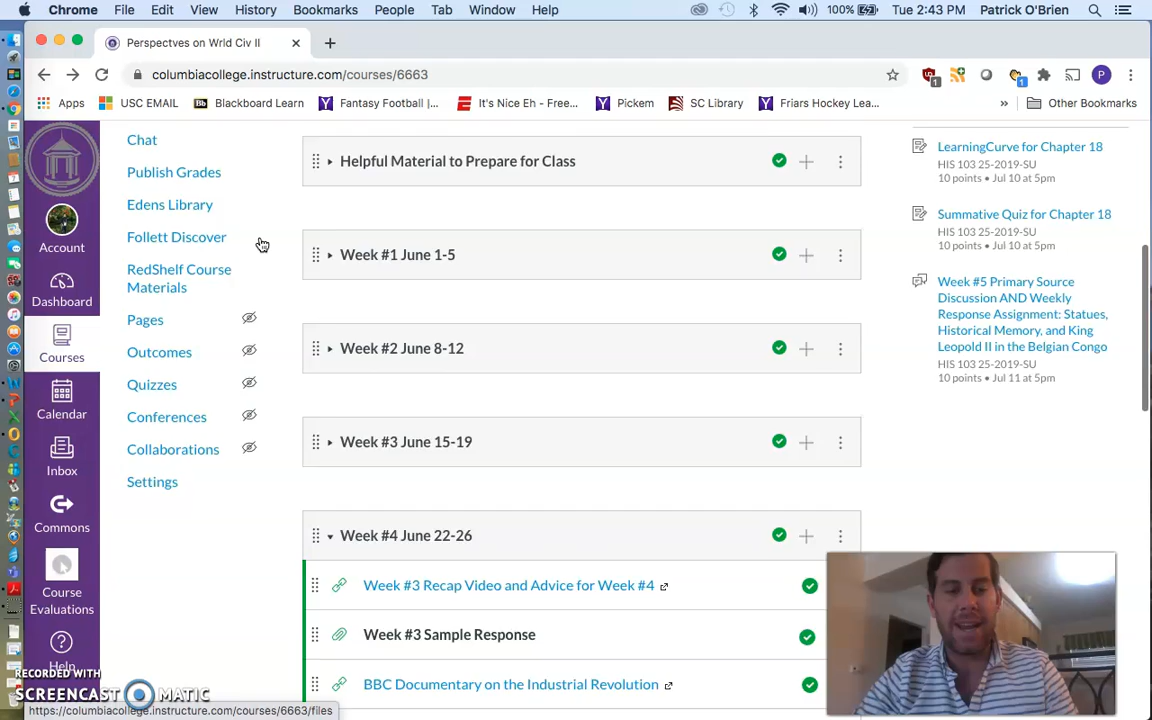 Chrome File Edit View History Bookmarks People Tab Window Help 100% Tue 2:43 PM Patrick O'Brien
Perspectves on Wrld Civ II
columbiacollege.instructure.com/courses/6663
P
Apps USC EMAIL Bb Blackboard Learn Fantasy Football |... It's Nice Eh - Free... Pickem SC Library Friars Hockey Lea... » Other Bookmarks
Account
Dashboard
Courses
Calendar
Inbox
Commons
Course
Evaluations
Help
Chat
Publish Grades
Edens Library
Follett Discover
RedShelf Course
Materials
Pages
Outcomes
Quizzes
Conferences
Collaborations
Settings
Helpful Material to Prepare for Class
Week #1 June 1-5
Week #2 June 8-12
Week #3 June 15-19
Week #4 June 22-26
Week #3 Recap Video and Advice for Week #4
Week #3 Sample Response
BBC Documentary on the Industrial Revolution
LearningCurve for Chapter 18
HIS 103 25-2019-SU
10 points • Jul 10 at 5pm
Summative Quiz for Chapter 18
HIS 103 25-2019-SU
10 points • Jul 10 at 5pm
Week #5 Primary Source
Discussion AND Weekly
Response Assignment: Statues,
Historical Memory, and King
Leopold II in the Belgian Congo
HIS 103 25-2019-SU
10 points • Jul 11 at 5pm
RECORDED WITH
SCREENCAST MATIC
https://columbiacollege.instructure.com/courses/6663/files